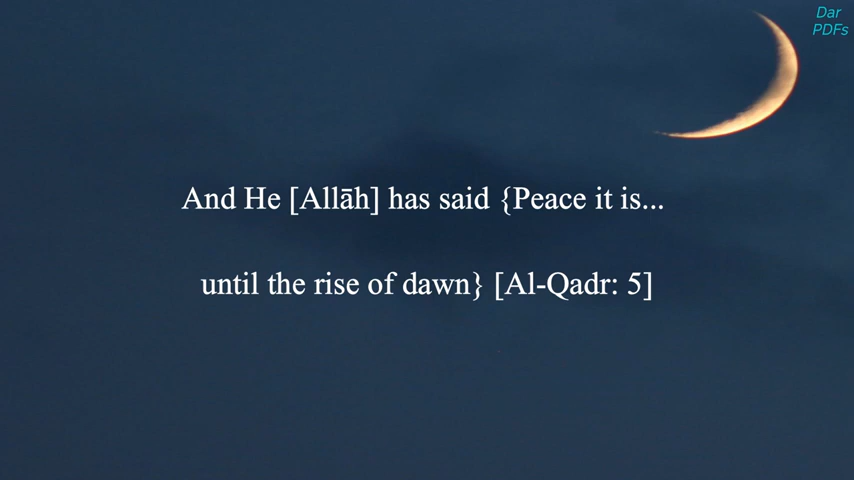 Dar
PDFs
And He [Allāh] has said {Peace it is...
until the rise of dawn} [Al-Qadr: 5]